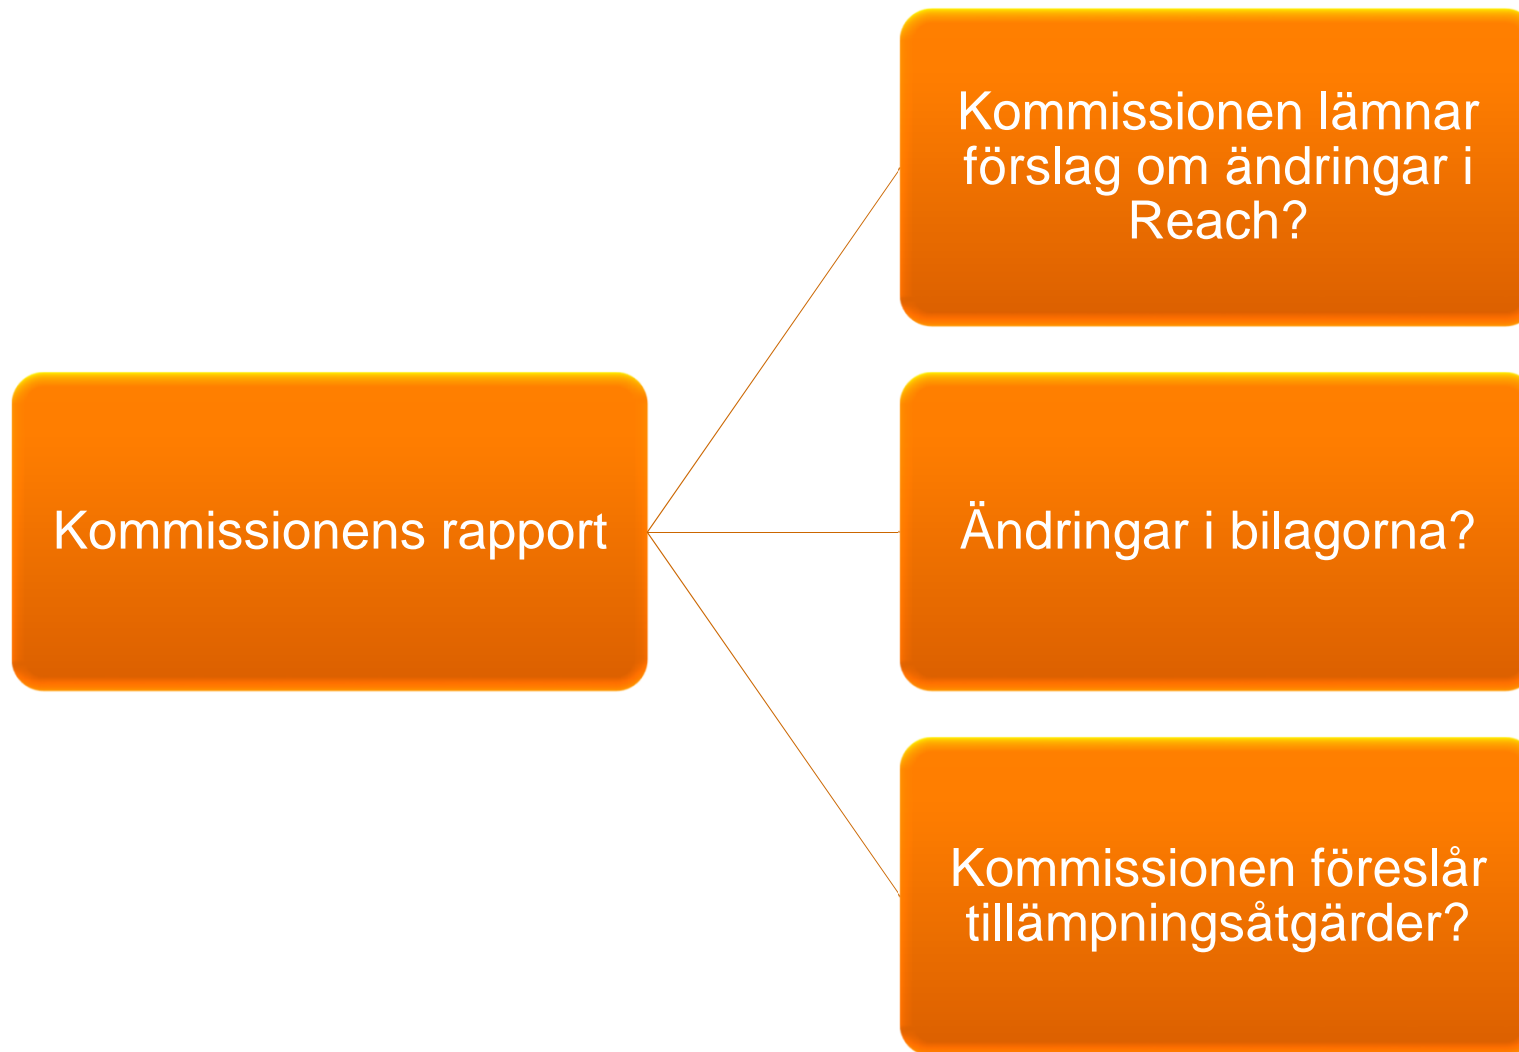 Kommissionens rapport
Kommissionen lämnar
förslag om ändringar i
Reach?
Ändringar i bilagorna?
Kommissionen föreslår
tillämpningsåtgärder?